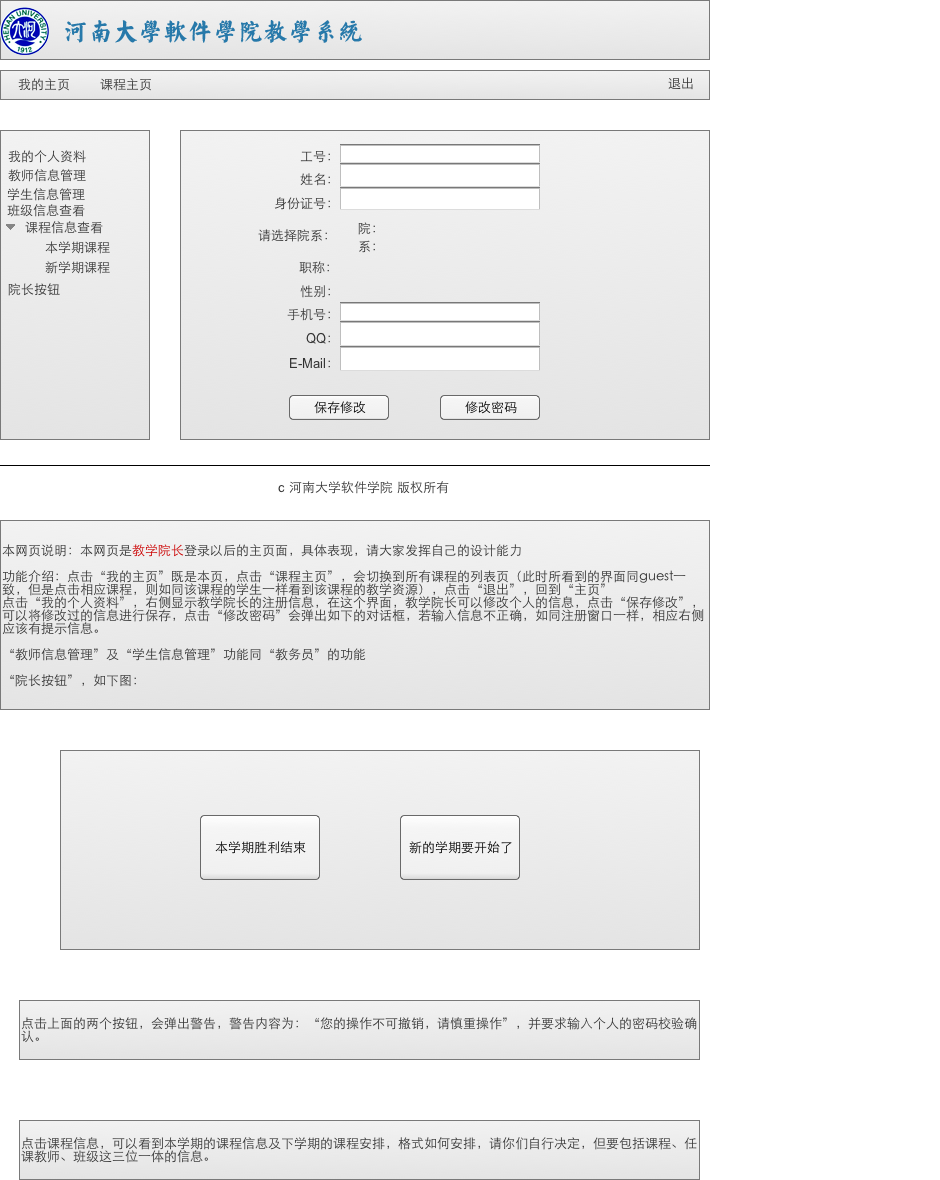 HENAN UNIVERSITY
1912
河南大學軟件學院教學系統
我的主页 课程主页 退出
我的个人资料
教师信息管理
学生信息管理
班级信息查看
课程信息查看
本学期课程
新学期课程
院长按钮
工号：
姓名：
身份证号：
请选择院系： 院：
系：
职称：
性别：
手机号：
QQ：
E-Mail：
保存修改 修改密码
c 河南大学软件学院 版权所有
本网页说明：本网页是教学院长登录以后的主页面，具体表现，请大家发挥自己的设计能力
功能介绍：点击“我的主页”既是本页，点击“课程主页”，会切换到所有课程的列表页（此时所看到的界面同guest一
致，但是点击相应课程，则如同该课程的学生一样看到该课程的教学资源），点击“退出”，回到“主页”
点击“我的个人资料”，右侧显示教学院长的注册信息，在这个界面，教学院长可以修改个人的信息，点击“保存修改”，
可以将修改过的信息进行保存，点击“修改密码”会弹出如下的对话框，若输入信息不正确，如同注册窗口一样，相应右侧
应该有提示信息。
“教师信息管理”及“学生信息管理”功能同“教务员”的功能
“院长按钮”，如下图：
本学期胜利结束 新的学期要开始了
点击上面的两个按钮，会弹出警告，警告内容为：“您的操作不可撤销，请慎重操作”，并要求输入个人的密码校验确
认。
点击课程信息，可以看到本学期的课程信息及下学期的课程安排，格式如何安排，请你们自行决定，但要包括课程、任
课教师、班级这三位一体的信息。